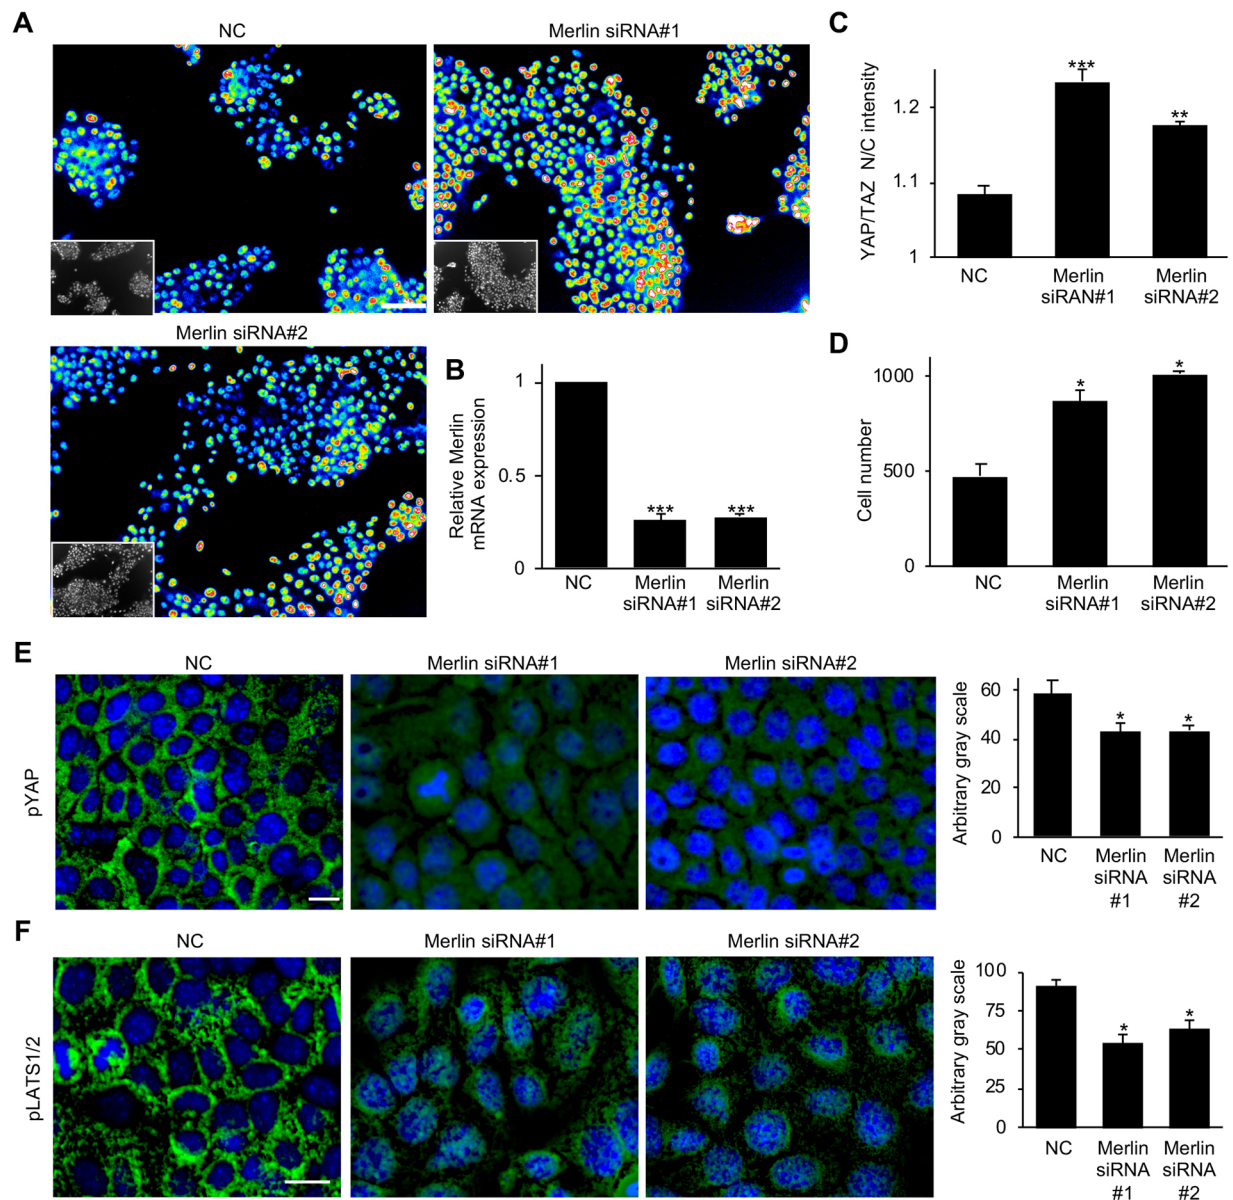 A
NC
Merlin siRNA#1
Merlin siRNA#2
B
Relative Merlin
mRNA expression
1
0.5
0
***
***
NC
Merlin
siRNA#1
Merlin
siRNA#2
C
YAP/TAZ N/C intensity
1.2
1.1
1
***
**
NC
Merlin
siRAN#1
Merlin
siRNA#2
D
Cell number
1000
500
0
*
*
NC
Merlin
siRNA#1
Merlin
siRNA#2
E
NC
Merlin siRNA#1
Merlin siRNA#2
pYAP
Arbitrary gray scale
60
40
20
0
*
*
NC
Merlin
siRNA
#1
Merlin
siRNA
#2
F
NC
Merlin siRNA#1
Merlin siRNA#2
pLATS1/2
Arbitrary gray scale
100
75
50
25
0
*
*
NC
Merlin
siRNA
#1
Merlin
siRNA
#2